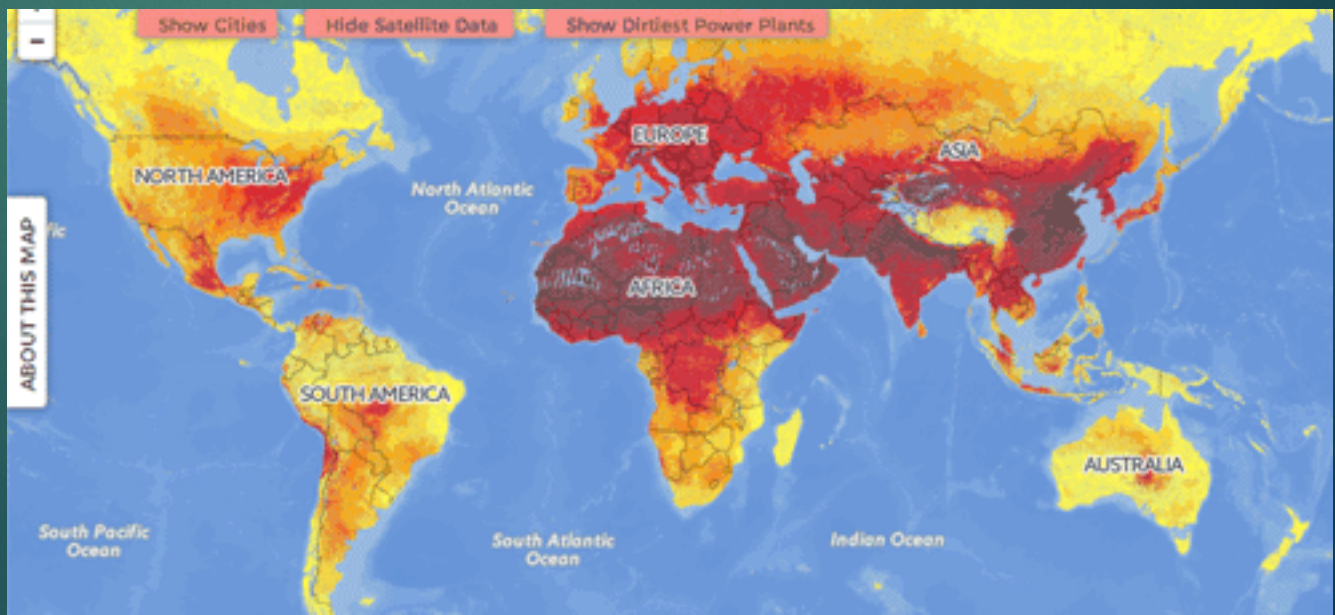 Show Cities
Hide Satellite Data
Show Dirtiest Power Plants
EUROPE
ASIA
NORTH AMERICA
North Atlantic
Ocean
fic
ABOUT THIS MAP
AFRICA
SOUTH AMERICA
AUSTRALIA
South Pacific
Ocean
South Atlantic
Ocean
Indian Ocean